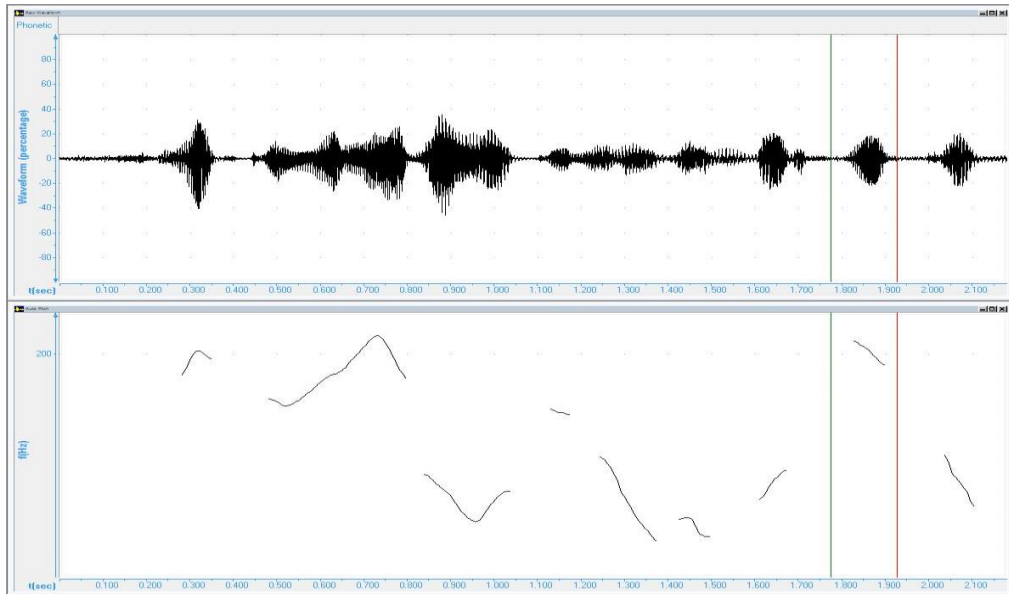 Raw Waveform
Phonetic
80
60
40
20
0
-20
-40
-60
-80
Waveform (percentage)
t(sec) 0.100 0.200 0.300 0.400 0.500 0.600 0.700 0.800 0.900 1.000 1.100 1.200 1.300 1.400 1.500 1.600 1.700 1.800 1.900 2.000 2.100
Auto Pitch
200
f(Hz)
t(sec) 0.100 0.200 0.300 0.400 0.500 0.600 0.700 0.800 0.900 1.000 1.100 1.200 1.300 1.400 1.500 1.600 1.700 1.800 1.900 2.000 2.100